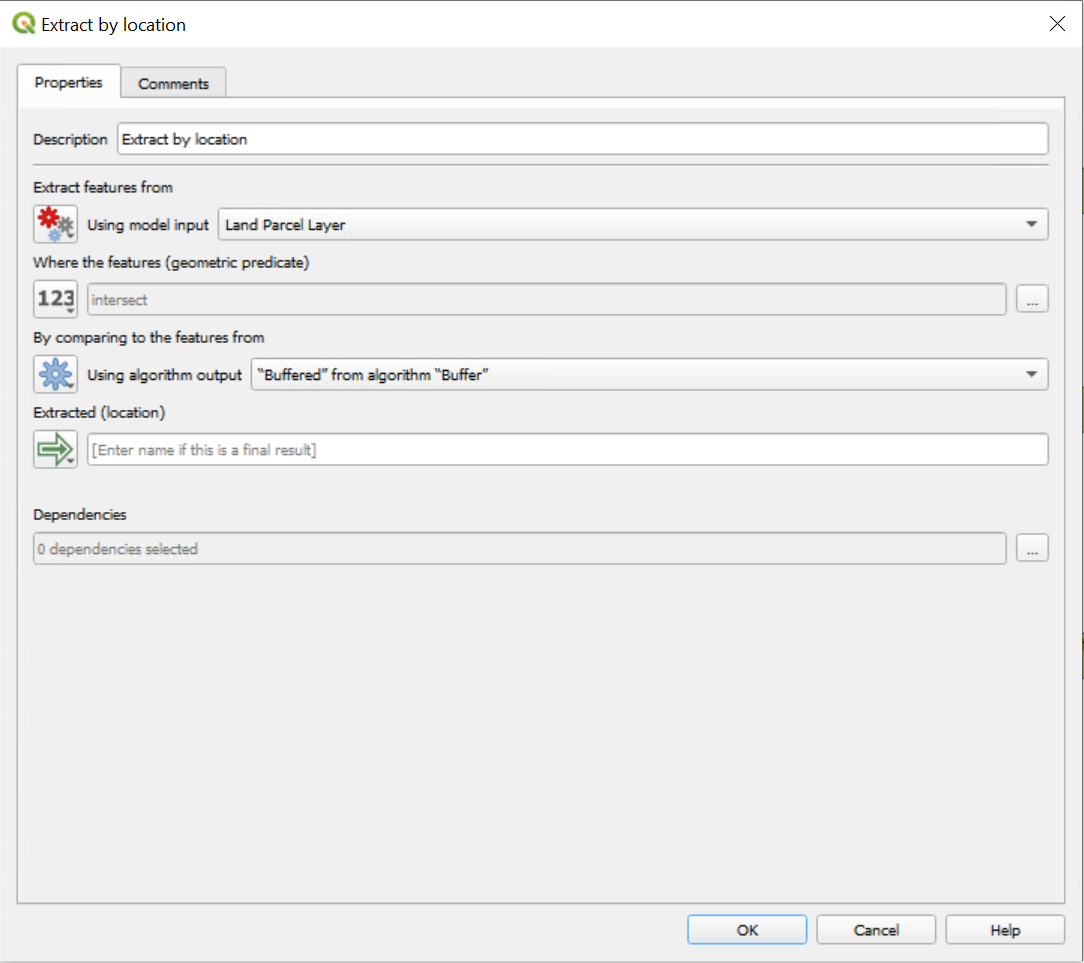 Extract by location
Properties
Comments
Description
Extract by location
Extract features from
Using model input
Land Parcel Layer
Where the features (geometric predicate)
123
intersect
...
By comparing to the features from
Using algorithm output
“Buffered” from algorithm “Buffer”
Extracted (location)
[Enter name if this is a final result]
Dependencies
0 dependencies selected
...
OK
Cancel
Help